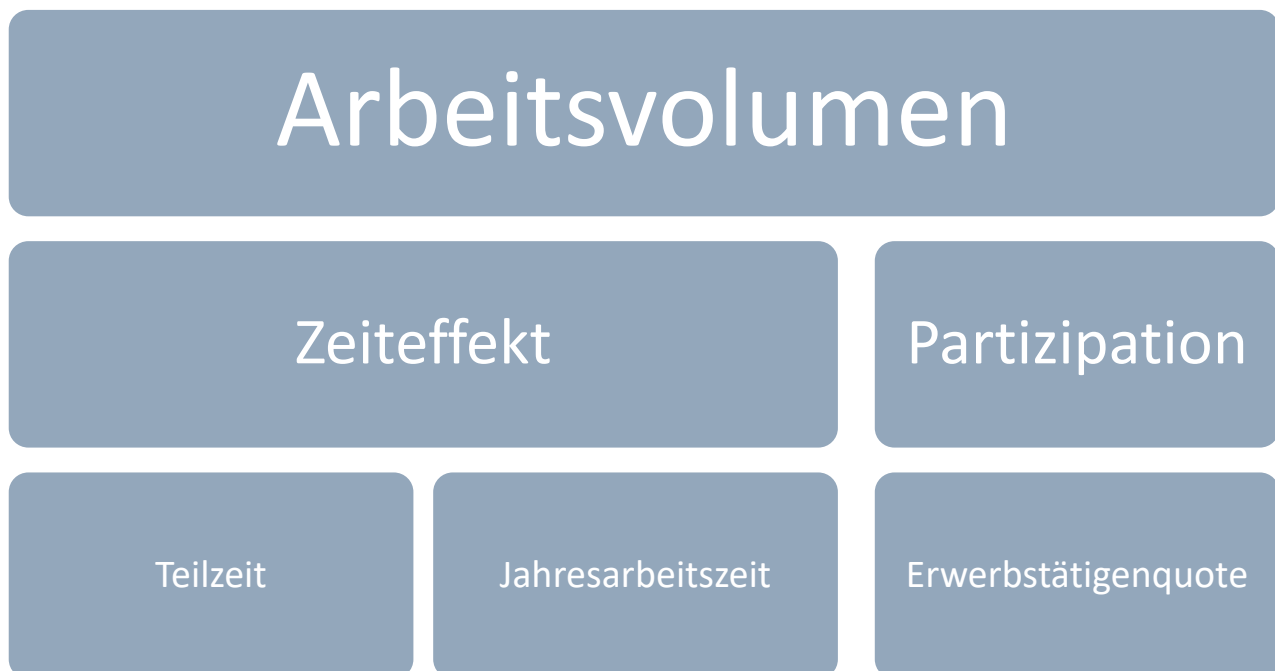 Arbeitsvolumen
Zeiteffekt
Partizipation
Teilzeit
Jahresarbeitszeit
Erwerbstätigenquote